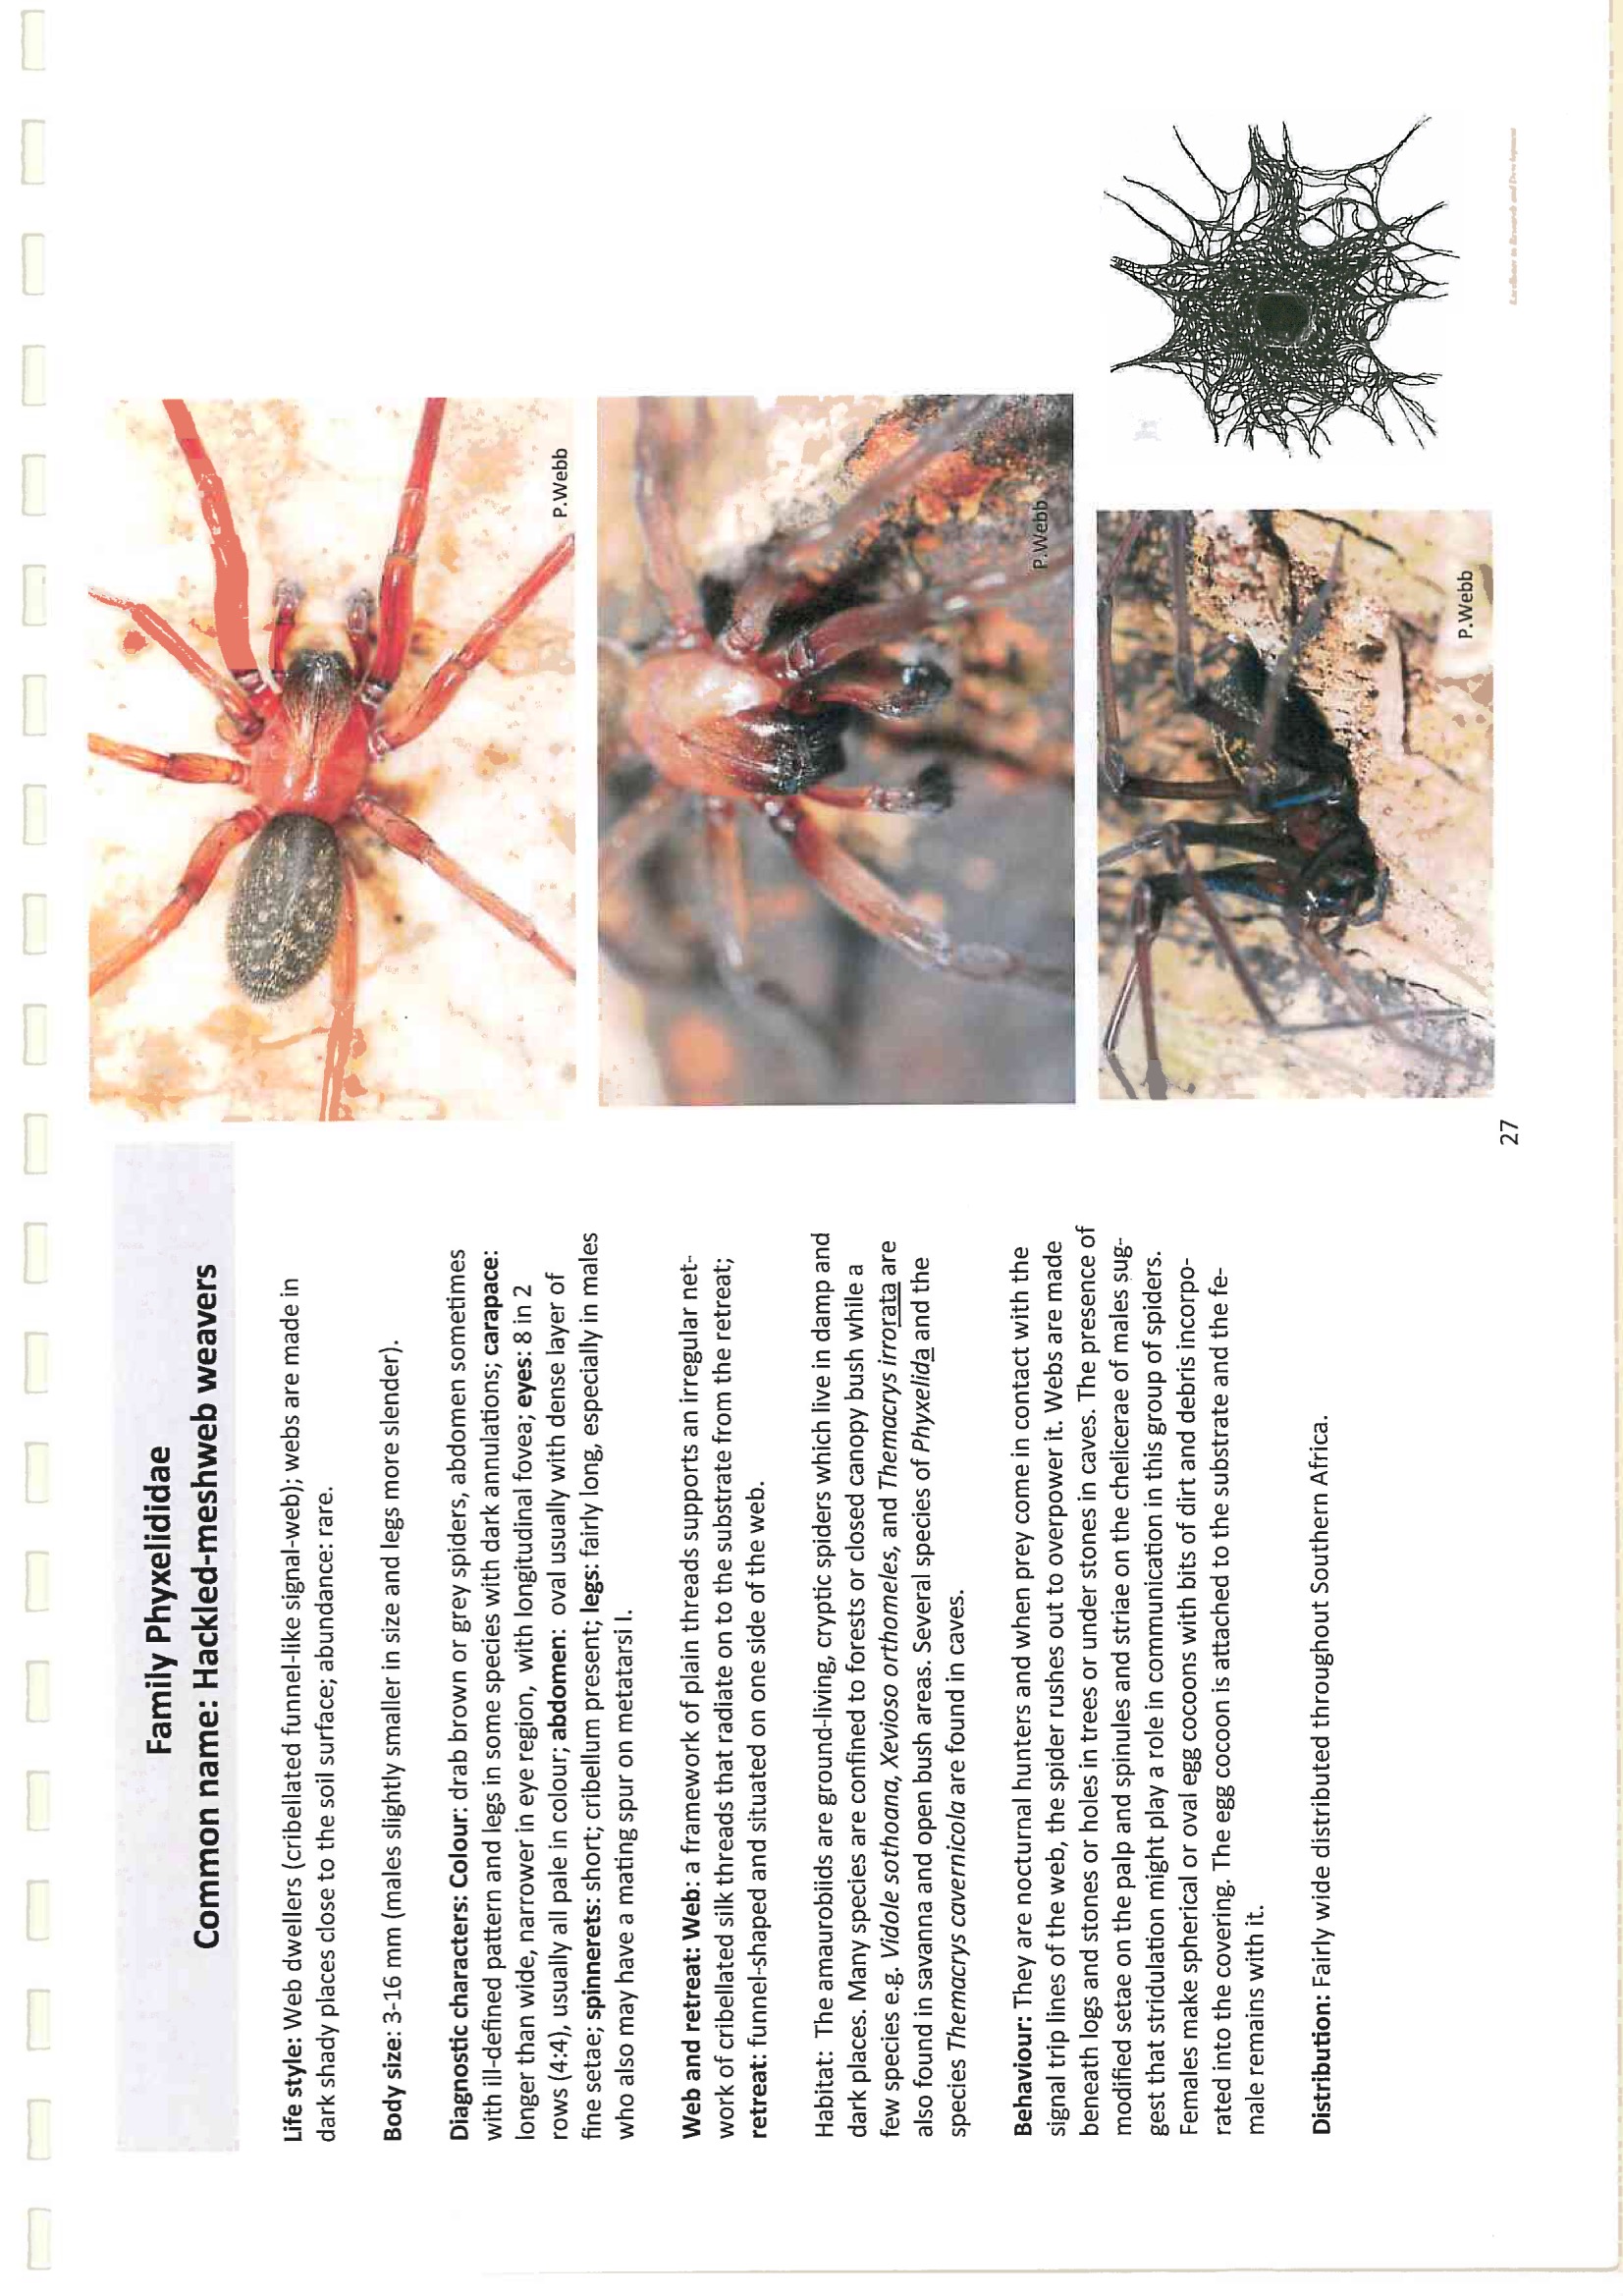 Family Phyxelididae
Common name: Hackled-meshweb weavers
Life style: Web dwellers (cribellated funnel-like signal-web); webs are made in
dark shady places close to the soil surface; abundance: rare.
Body size: 3-16 mm (males slightly smaller in size and legs more slender).
Diagnostic characters: Colour: drab brown or grey spiders, abdomen sometimes
with ill-defined pattern and legs in some species with dark annulations; carapace:
longer than wide, narrower in eye region, with longitudinal fovea; eyes: 8 in 2
rows (4:4), usually all pale in colour; abdomen: oval usually with dense layer of
fine setae; spinnerets: short; cribellum present; legs: fairly long, especially in males
who also may have a mating spur on metatarsi I.
Web and retreat: Web: a framework of plain threads supports an irregular net-
work of cribellated silk threads that radiate on to the substrate from the retreat;
retreat: funnel-shaped and situated on one side of the web.
Habitat: The amaurobiids are ground-living, cryptic spiders which live in damp and
dark places. Many species are confined to forests or closed canopy bush while a
few species e.g. Vidole sothoana, Xevioso orthomeles, and Themacrys irrorata are
also found in savanna and open bush areas. Several species of Phyxelida and the
species Themacrys cavernicola are found in caves.
Behaviour: They are nocturnal hunters and when prey come in contact with the
signal trip lines of the web, the spider rushes out to overpower it. Webs are made
beneath logs and stones or holes in trees or under stones in caves. The presence of
modified setae on the palp and spinules and striae on the chelicerae of males sug-
gest that stridulation might play a role in communication in this group of spiders.
Females make spherical or oval egg cocoons with bits of dirt and debris incorpo-
rated into the covering. The egg cocoon is attached to the substrate and the fe-
male remains with it.
Distribution: Fairly wide distributed throughout Southern Africa.
P.Webb
P.Webb
P.Webb
27
Excellence in Research and Development